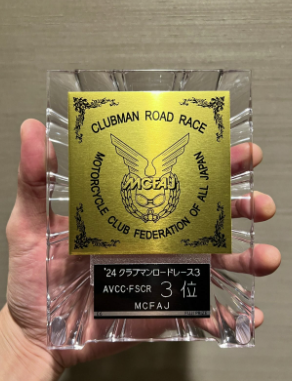 CLUBMAN ROAD RACE
MCFAJ
MOTORCYCLE CLUB FEDERATION OF ALL JAPAN
'24 クラブマンロードレース3
AVCC・FSCR 3位
MCFAJ